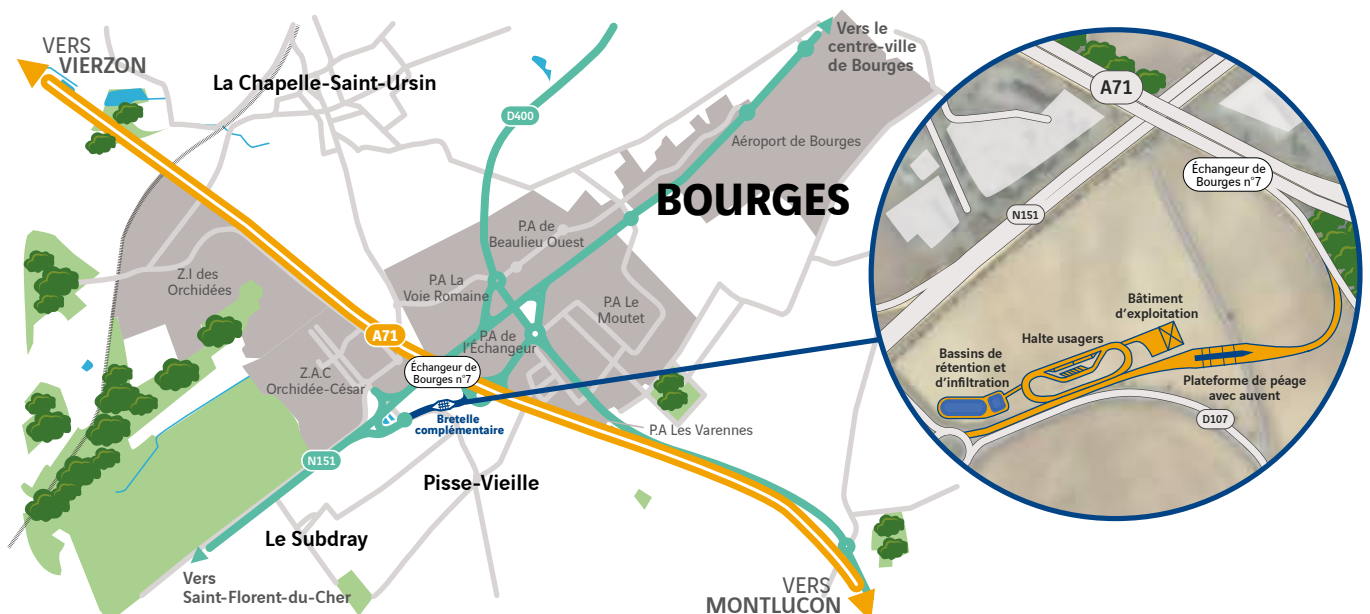 VERS
VIERZON
La Chapelle-Saint-Ursin
D400
Vers le
centre-ville
de Bourges
Aéroport de Bourges
BOURGES
P.A de
Beaulieu Ouest
Z.I des
Orchidées
P.A La
Voie Romaine
P.A Le
Moutet
A71
P.A de
l'Échangeur
Échangeur de
Bourges n°7
Z.A.C
Orchidée-César
Bretelle
complémentaire
P.A Les Varennes
N151
Pisse-Vieille
Le Subdray
Vers
Saint-Florent-du-Cher
VERS
MONTLUCON
A71
Échangeur de
Bourges n°7
N151
Bâtiment
d'exploitation
Halte usagers
Bassins de
rétention et
d'infiltration
Plateforme de péage
avec auvent
D107